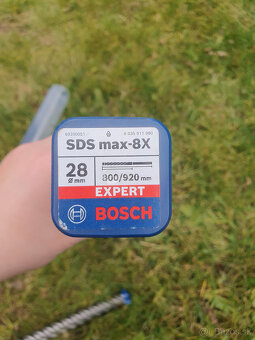 SDS max-8X
28
ø mm
800/920 mm
EXPERT
BOSCH